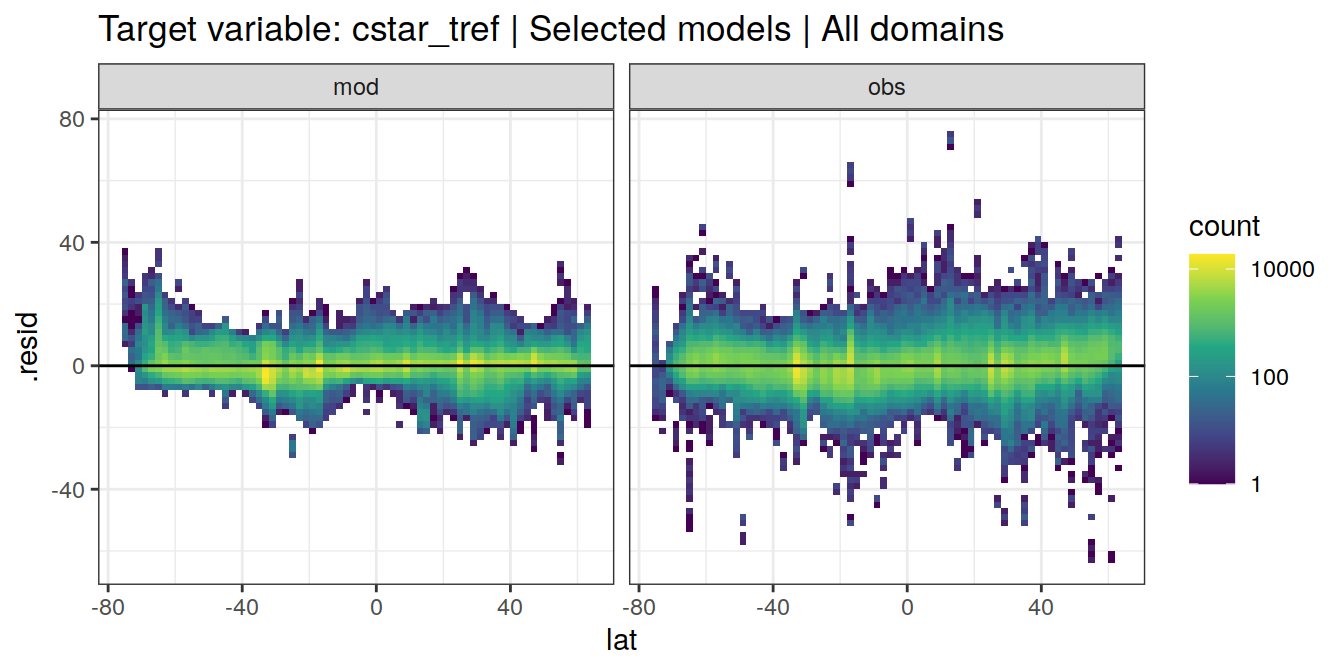 Target variable: cstar_tref | Selected models | All domains
mod
obs
80
40
0
-40
.resid
-80
-40
0
40
-80
-40
0
40
lat
count
10000
100
1